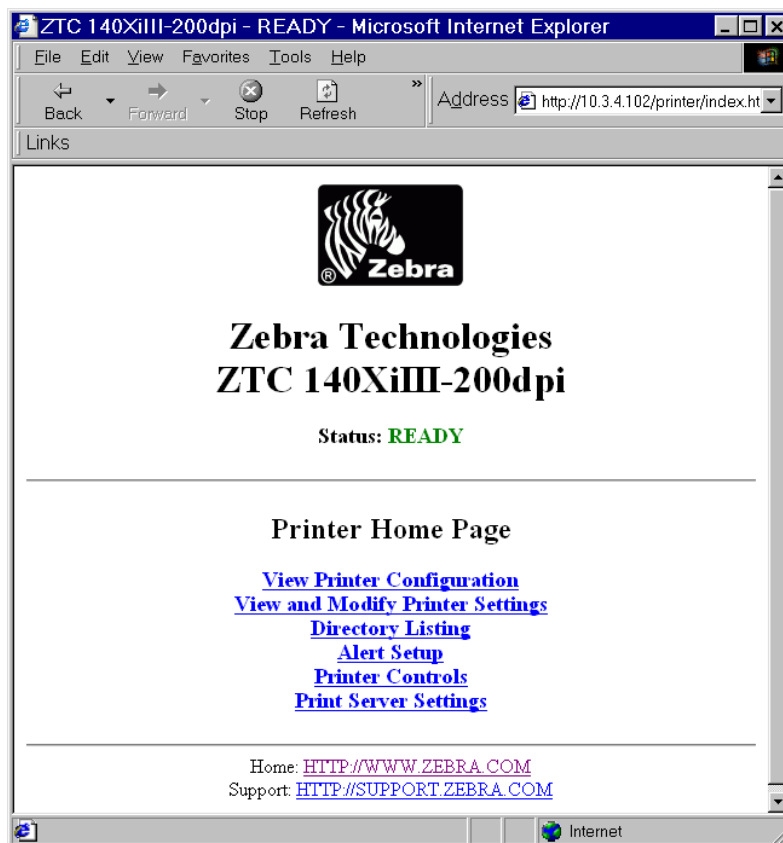 ZTC 140XiIII-200dpi - READY - Microsoft Internet Explorer
File Edit View Favorites Tools Help
Back Forward Stop Refresh » Address http://10.3.4.102/printer/index.ht
Links
® Zebra
Zebra Technologies
ZTC 140XiIII-200dpi
Status: READY
Printer Home Page
View Printer Configuration
View and Modify Printer Settings
Directory Listing
Alert Setup
Printer Controls
Print Server Settings
Home: HTTP://WWW.ZEBRA.COM
Support: HTTP://SUPPORT.ZEBRA.COM
Internet